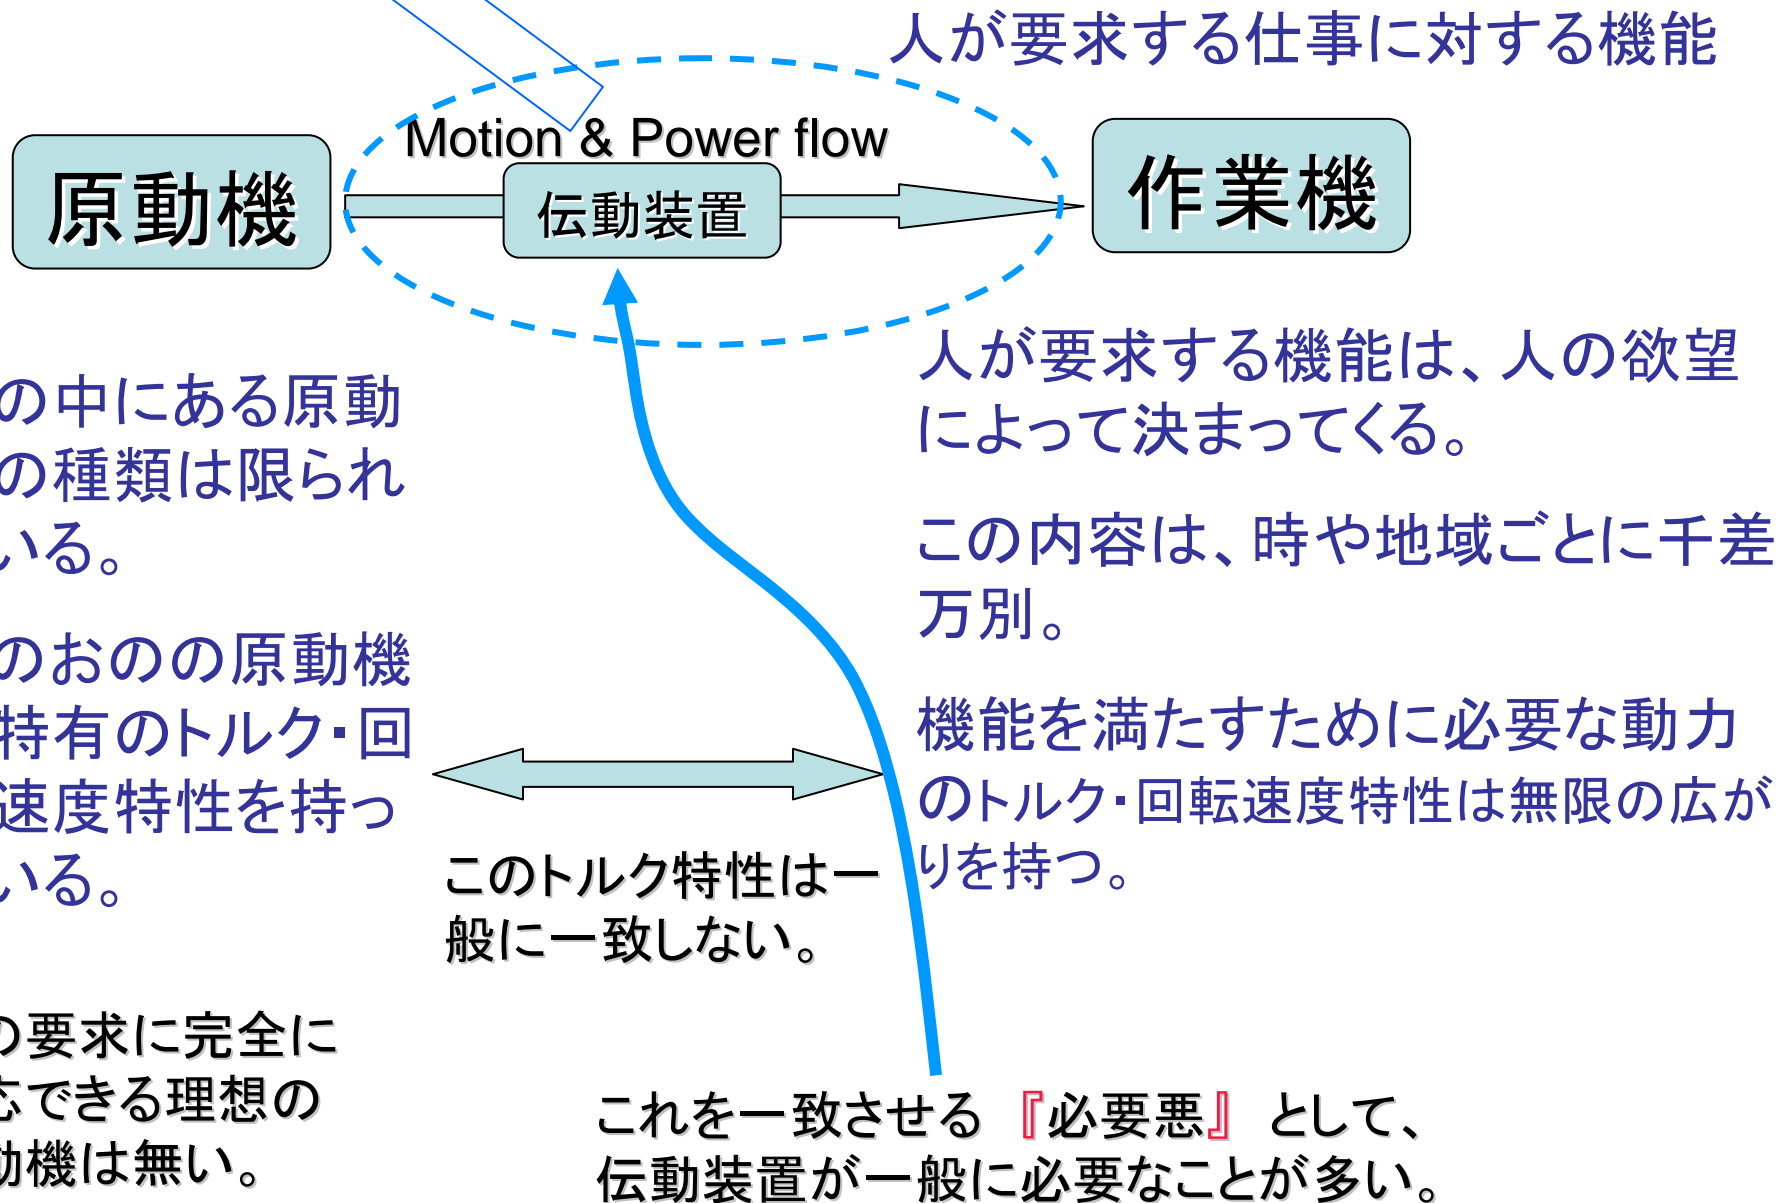 人が要求する仕事に対する機能
Motion & Power flow
原動機
伝動装置
作業機
の中にある原動
の種類は限られ
いる。
のおのの原動機
特有のトルク・回
速度特性を持っ
いる。
人が要求する機能は、人の欲望
によって決まってくる。
この内容は、時や地域ごとに千差
万別。
機能を満たすために必要な動力
のトルク・回転速度特性は無限の広が
りを持つ。
このトルク特性は一
般に一致しない。
の要求に完全に
応できる理想の
動機は無い。
これを一致させる『必要悪』として、
伝動装置が一般に必要なことが多い。